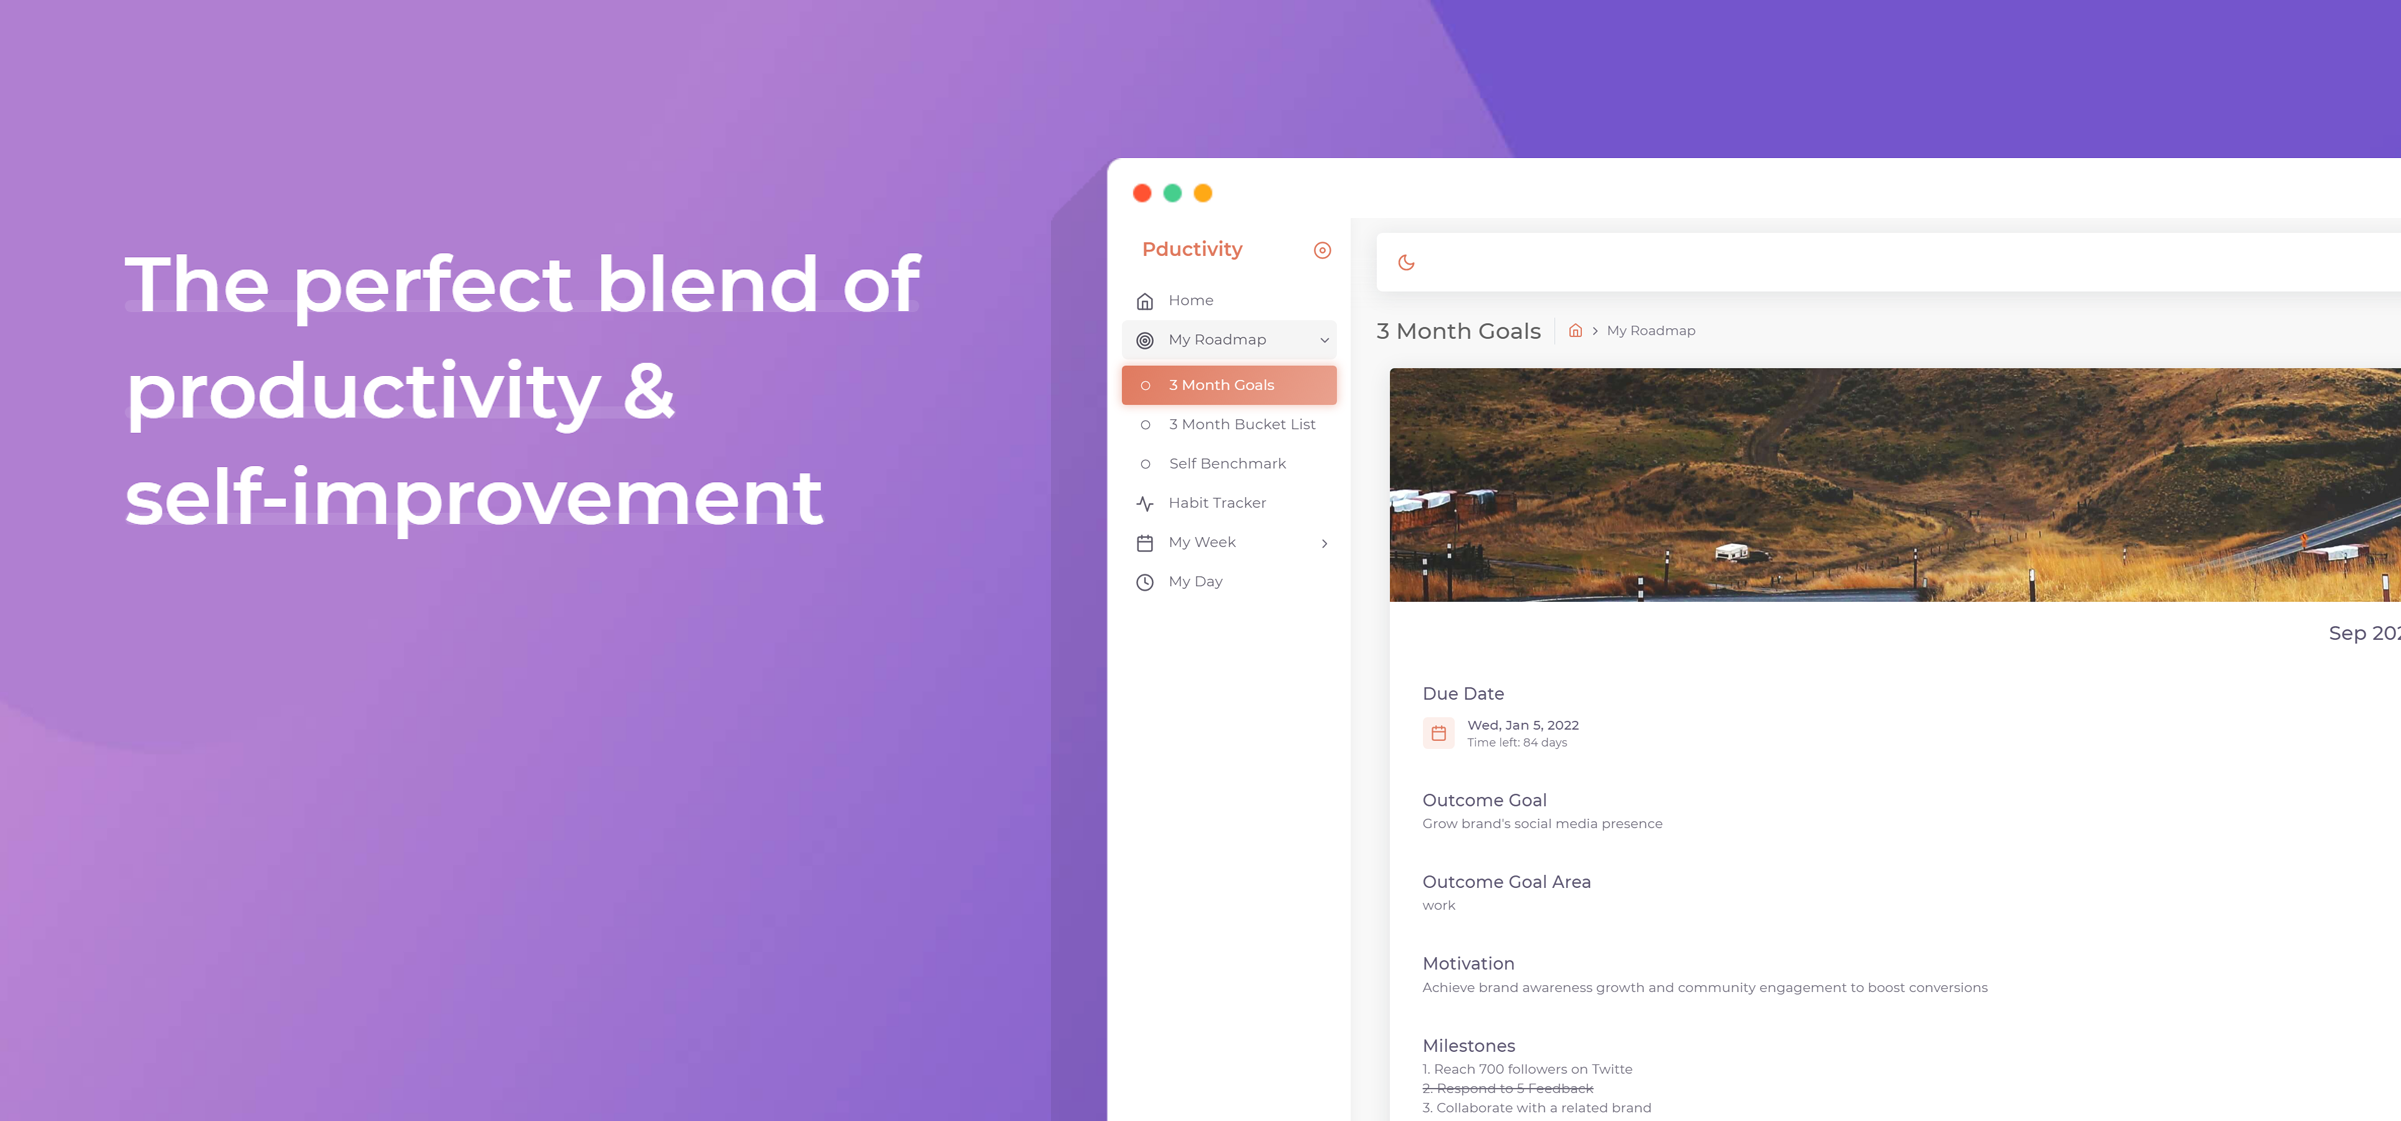 The perfect blend of
productivity &
self-improvement
Pductivity
Home
My Roadmap
3 Month Goals
3 Month Bucket List
Self Benchmark
Habit Tracker
My Week
My Day
3 Month Goals
My Roadmap
Sep 202
Due Date
Wed, Jan 5, 2022
Time left: 84 days
Outcome Goal
Grow brand's social media presence
Outcome Goal Area
work
Motivation
Achieve brand awareness growth and community engagement to boost conversions
Milestones
1. Reach 700 followers on Twitte
2. Respond to 5 Feedback
3. Collaborate with a related brand